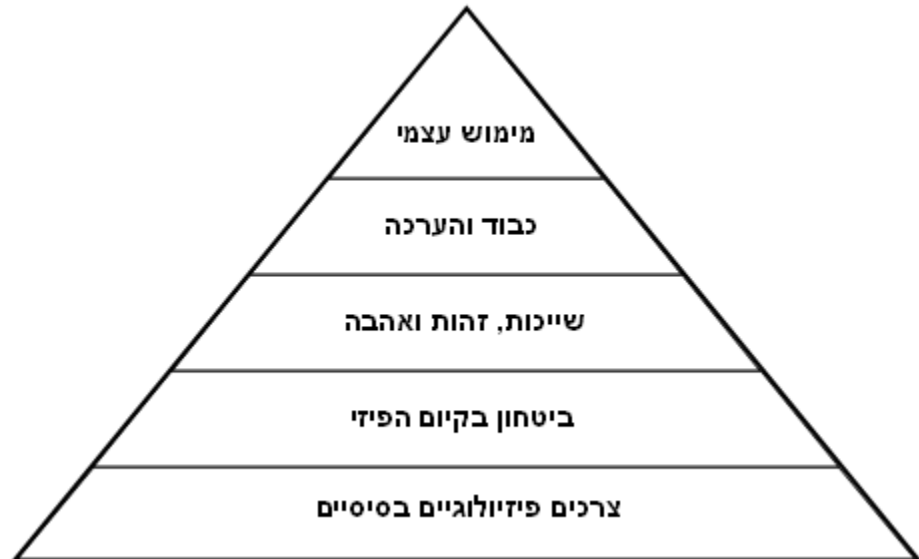 מימוש עצמי
כבוד והערכה
שייכות, זהות ואהבה
ביטחון בקיום הפיזי
צרכים פיזיולוגיים בסיסיים